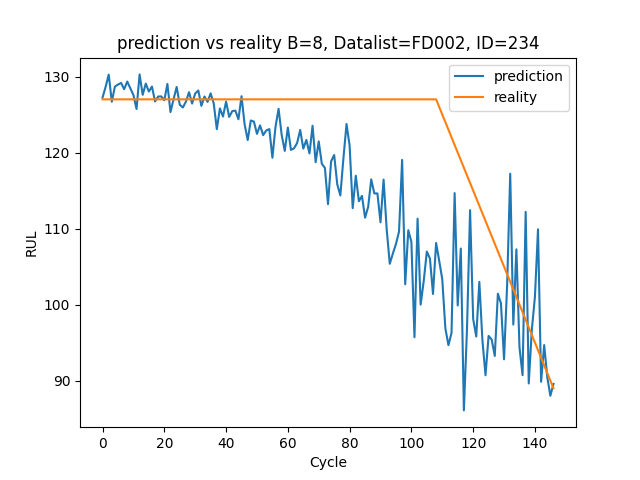 prediction vs reality B=8, Datalist=FD002, ID=234
prediction
reality
130
120
110
100
90
RUL
0 20 40 60 80 100 120 140
Cycle